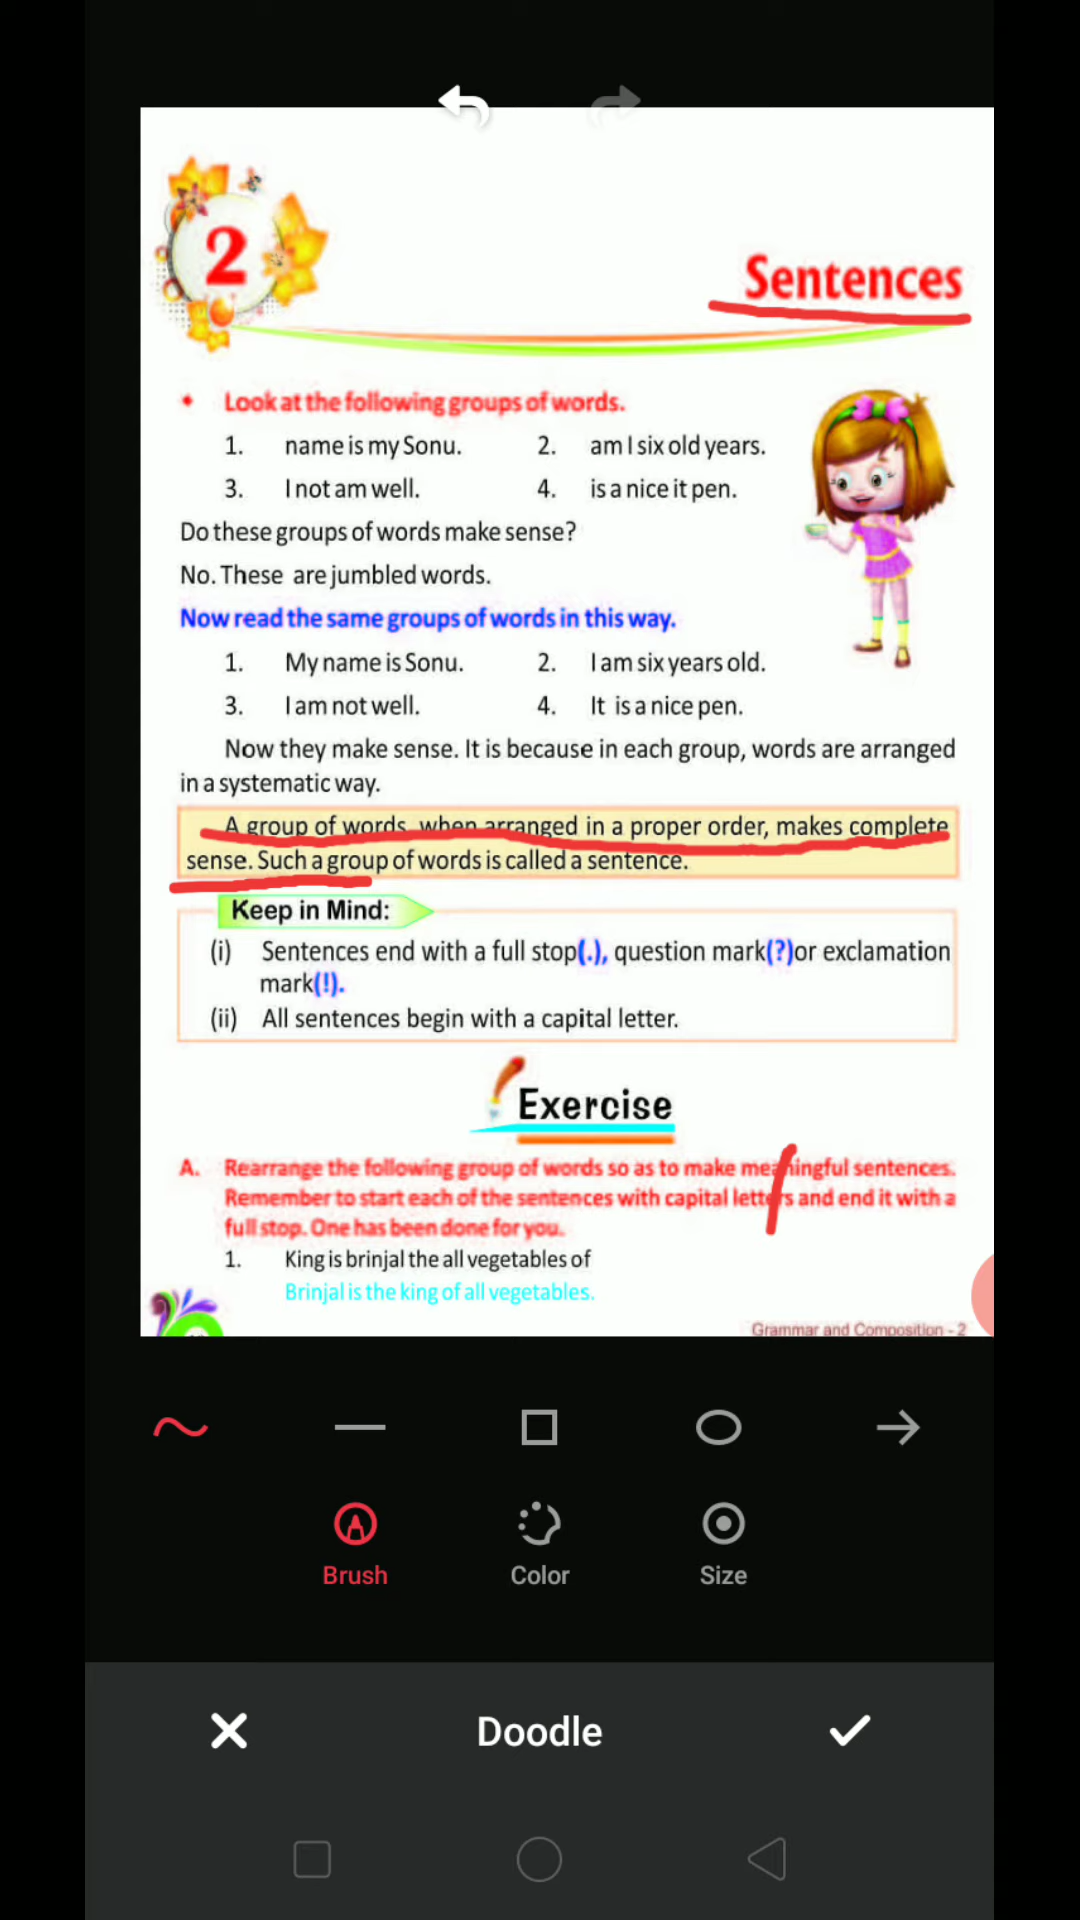 2
Sentences
Look at the following groups of words.
1. name is my Sonu. 2. am I six old years.
3. I not am well. 4. is a nice it pen.
Do these groups of words make sense?
No. These are jumbled words.
Now read the same groups of words in this way.
1. My name is Sonu. 2. I am six years old.
3. I am not well. 4. It is a nice pen.
Now they make sense. It is because in each group, words are arranged
in a systematic way.
A group of words, when arranged in a proper order, makes complete
sense. Such a group of words is called a sentence.
Keep in Mind:
(i) Sentences end with a full stop(.), question mark(?)or exclamation
mark(!).
(ii) All sentences begin with a capital letter.
Exercise
A. Rearrange the following group of words so as to make meaningful sentences.
Remember to start each of the sentences with capital letters and end it with a
full stop. One has been done for you.
1. King is brinjal the all vegetables of
Brinjal is the king of all vegetables.
Grammar and Composition - 2
Brush Color Size
Doodle